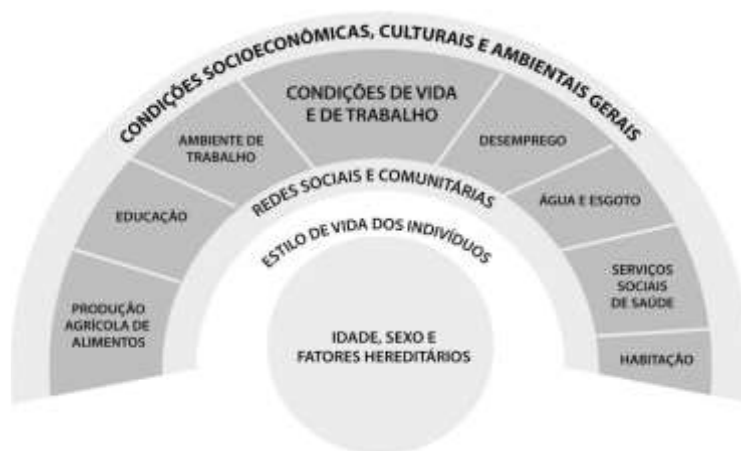 CONDIÇÕES SOCIOECONÔMICAS, CULTURAIS E AMBIENTAIS GERAIS
CONDIÇÕES DE VIDA
E DE TRABALHO
AMBIENTE DE
TRABALHO
DESEMPREGO
EDUCAÇÃO
ÁGUA E ESGOTO
PRODUÇÃO
AGRÍCOLA DE
ALIMENTOS
SERVIÇOS
SOCIAIS
DE SAÚDE
HABITAÇÃO
REDES SOCIAIS E COMUNITÁRIAS
ESTILO DE VIDA DOS INDIVÍDUOS
IDADE, SEXO E
FATORES HEREDITÁRIOS